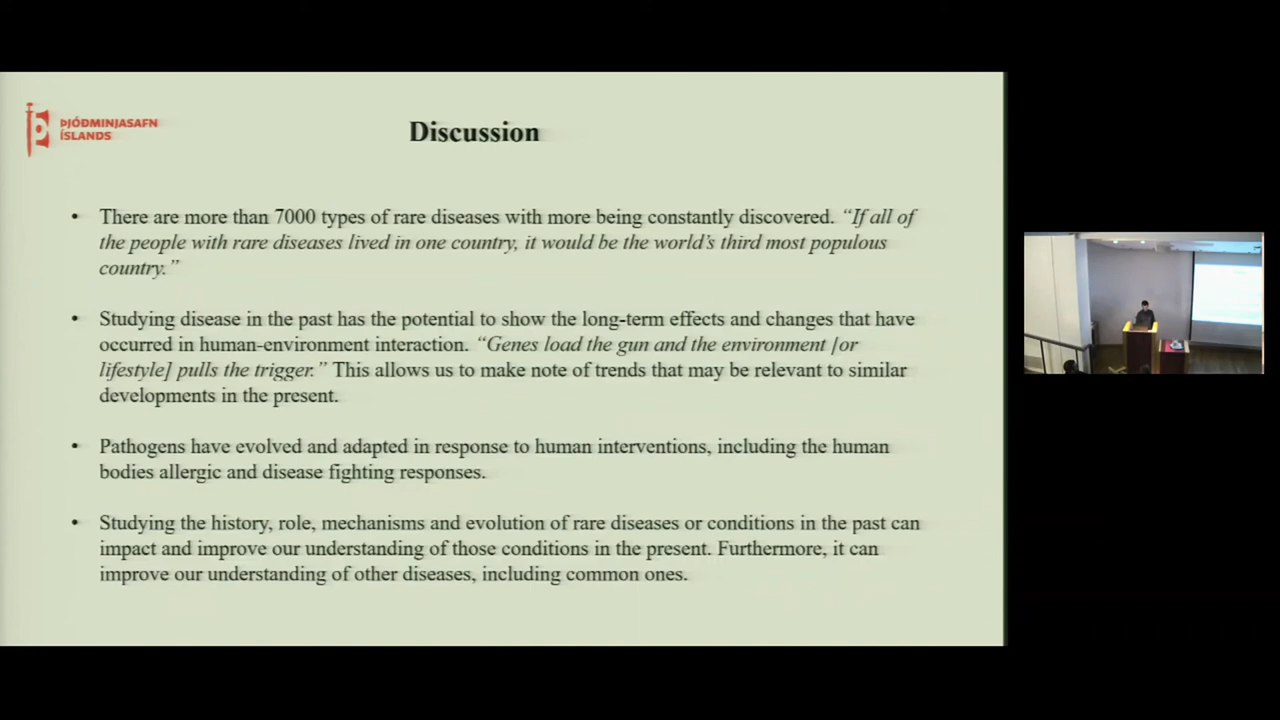 ÞJÓÐMINJASAFN
ÍSLANDS
Discussion
• There are more than 7000 types of rare diseases with more being constantly discovered. “If all of
the people with rare diseases lived in one country, it would be the world’s third most populous
country.”
• Studying disease in the past has the potential to show the long-term effects and changes that have
occurred in human-environment interaction. “Genes load the gun and the environment [or
lifestyle] pulls the trigger.” This allows us to make note of trends that may be relevant to similar
developments in the present.
• Pathogens have evolved and adapted in response to human interventions, including the human
bodies allergic and disease fighting responses.
• Studying the history, role, mechanisms and evolution of rare diseases or conditions in the past can
impact and improve our understanding of those conditions in the present. Furthermore, it can
improve our understanding of other diseases, including common ones.